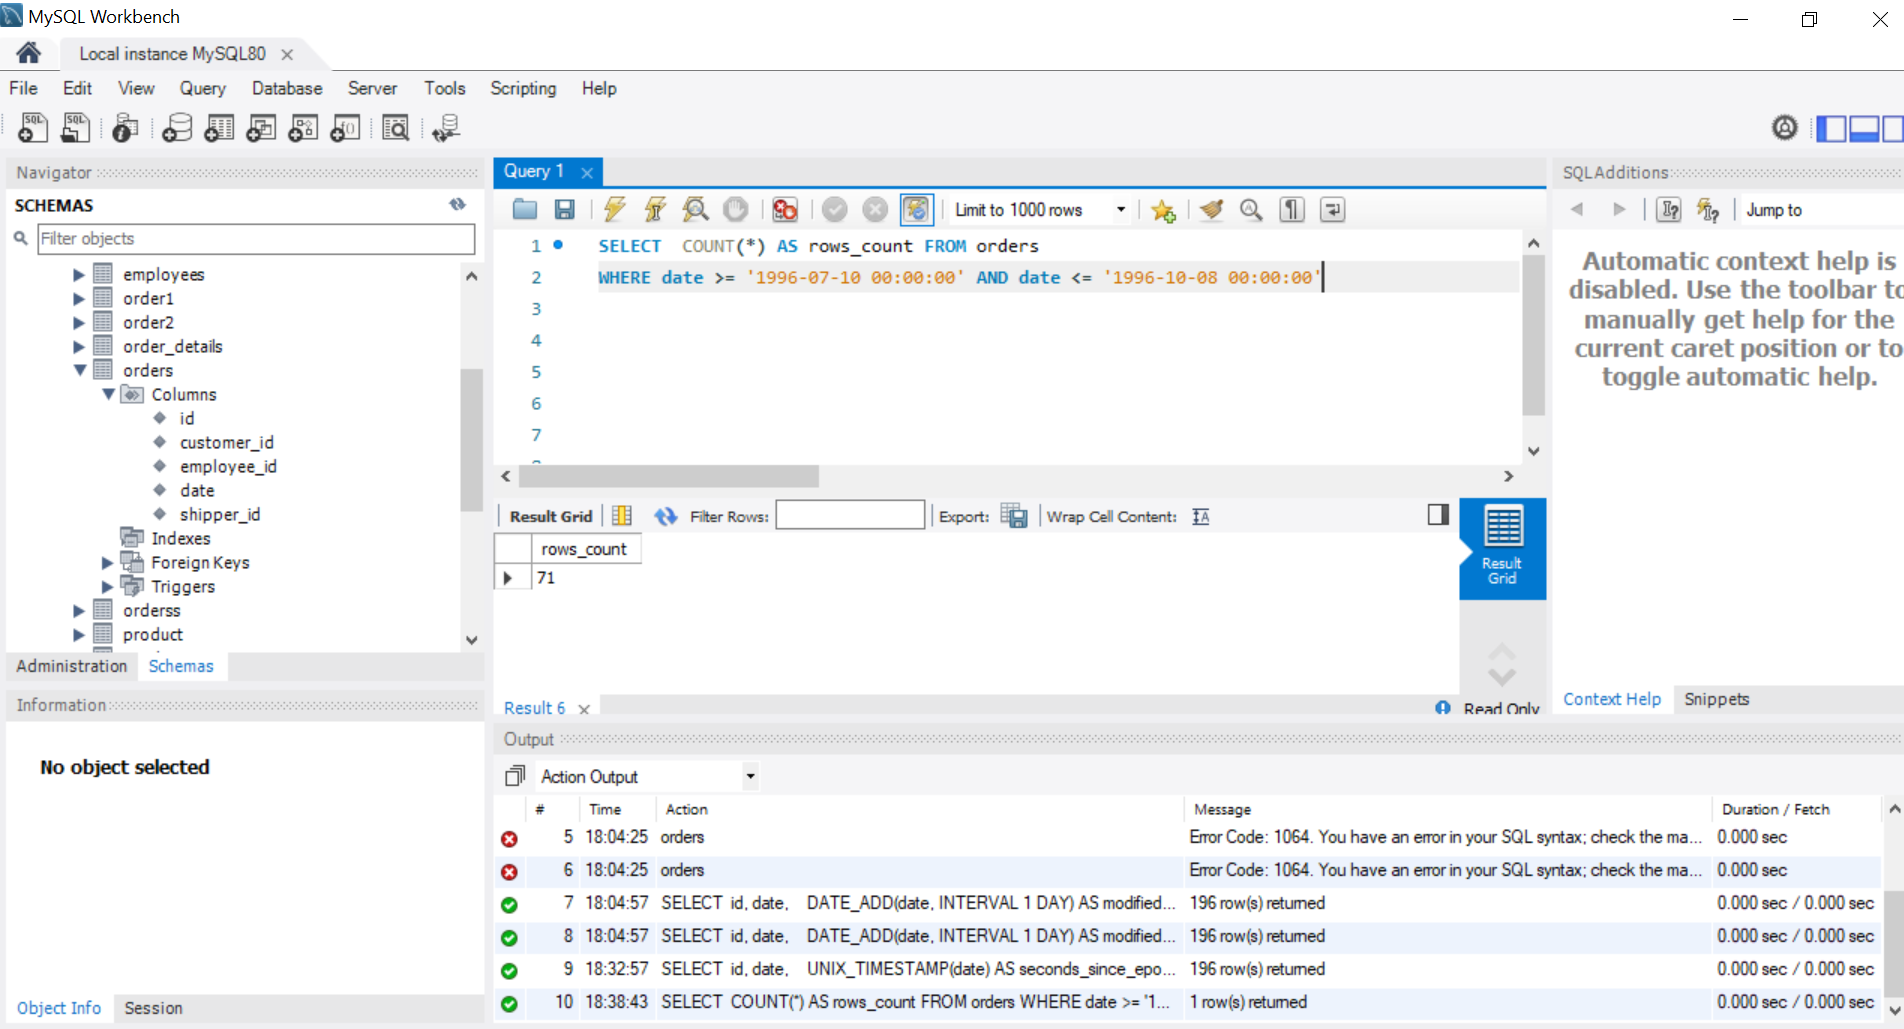 MySQL Workbench
Local instance MySQL80
File Edit View Query Database Server Tools Scripting Help
Navigator
SCHEMAS
Filter objects
employees
order1
order2
order_details
orders
Columns
id
customer_id
employee_id
date
shipper_id
Indexes
Foreign Keys
Triggers
orderss
product
Administration Schemas
Information
No object selected
Object Info Session
Query 1
Limit to 1000 rows
1 SELECT COUNT(*) AS rows_count FROM orders
2 WHERE date >= '1996-07-10 00:00:00' AND date <= '1996-10-08 00:00:00'
3
4
5
6
7
Result Grid Filter Rows: Export: Wrap Cell Content:
rows_count
71
Result
Grid
Result 6 Read Only
SQLAdditions
Jump to
Automatic context help is
disabled. Use the toolbar to
manually get help for the
current caret position or to
toggle automatic help.
Context Help Snippets
Output
Action Output
# Time Action Message Duration / Fetch
5 18:04:25 orders Error Code: 1064. You have an error in your SQL syntax; check the ma... 0.000 sec
6 18:04:25 orders Error Code: 1064. You have an error in your SQL syntax; check the ma... 0.000 sec
7 18:04:57 SELECT id, date, DATE_ADD(date, INTERVAL 1 DAY) AS modified... 196 row(s) returned 0.000 sec / 0.000 sec
8 18:04:57 SELECT id, date, DATE_ADD(date, INTERVAL 1 DAY) AS modified... 196 row(s) returned 0.000 sec / 0.000 sec
9 18:32:57 SELECT id, date, UNIX_TIMESTAMP(date) AS seconds_since_epo... 196 row(s) returned 0.000 sec / 0.000 sec
10 18:38:43 SELECT COUNT(*) AS rows_count FROM orders WHERE date >= '1... 1 row(s) returned 0.000 sec / 0.000 sec